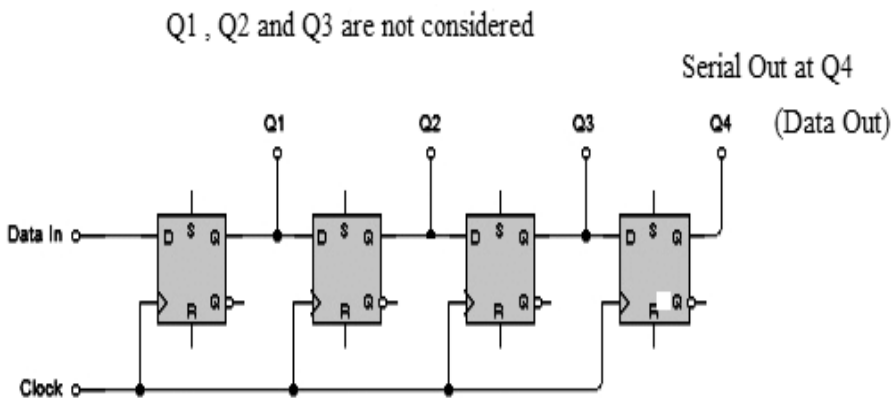 Q1 , Q2 and Q3 are not considered
Serial Out at Q4
(Data Out)
Q1 Q2 Q3 Q4
Data In D S Q D S Q D S Q D S Q
R Q R Q R Q R Q
Clock